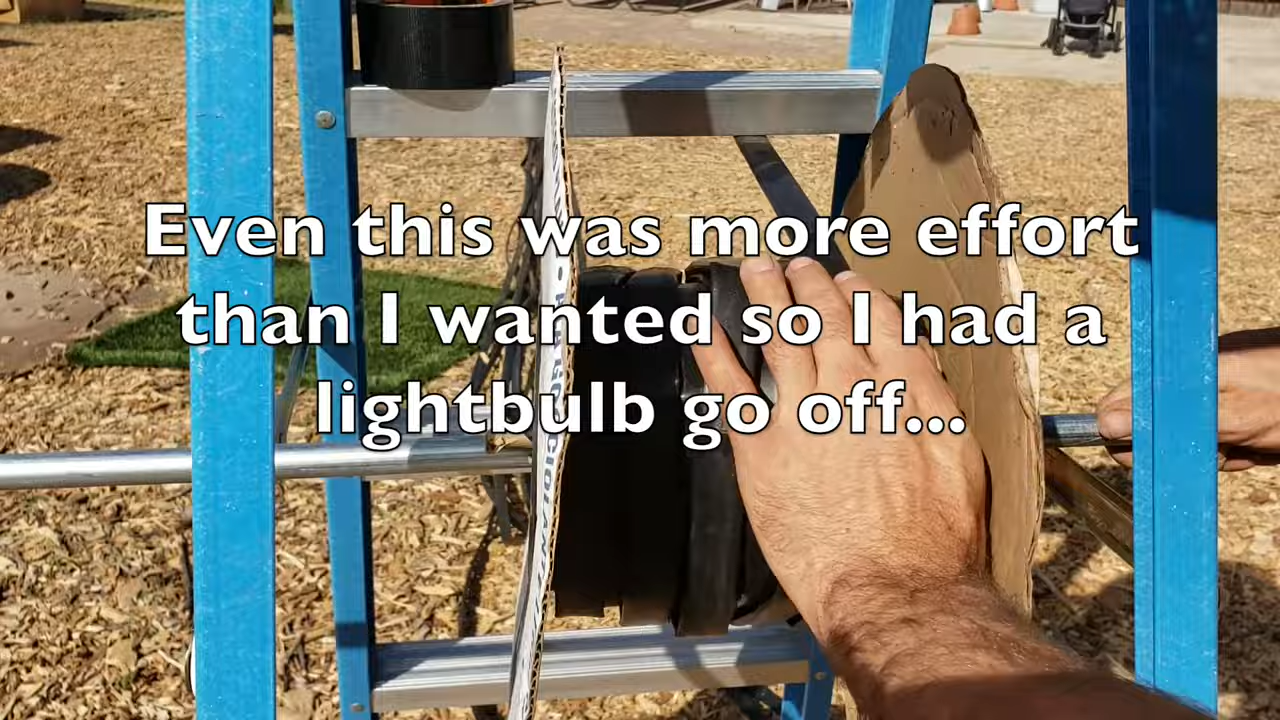 Even this was more effort
than I wanted so I had a
lightbulb go off...